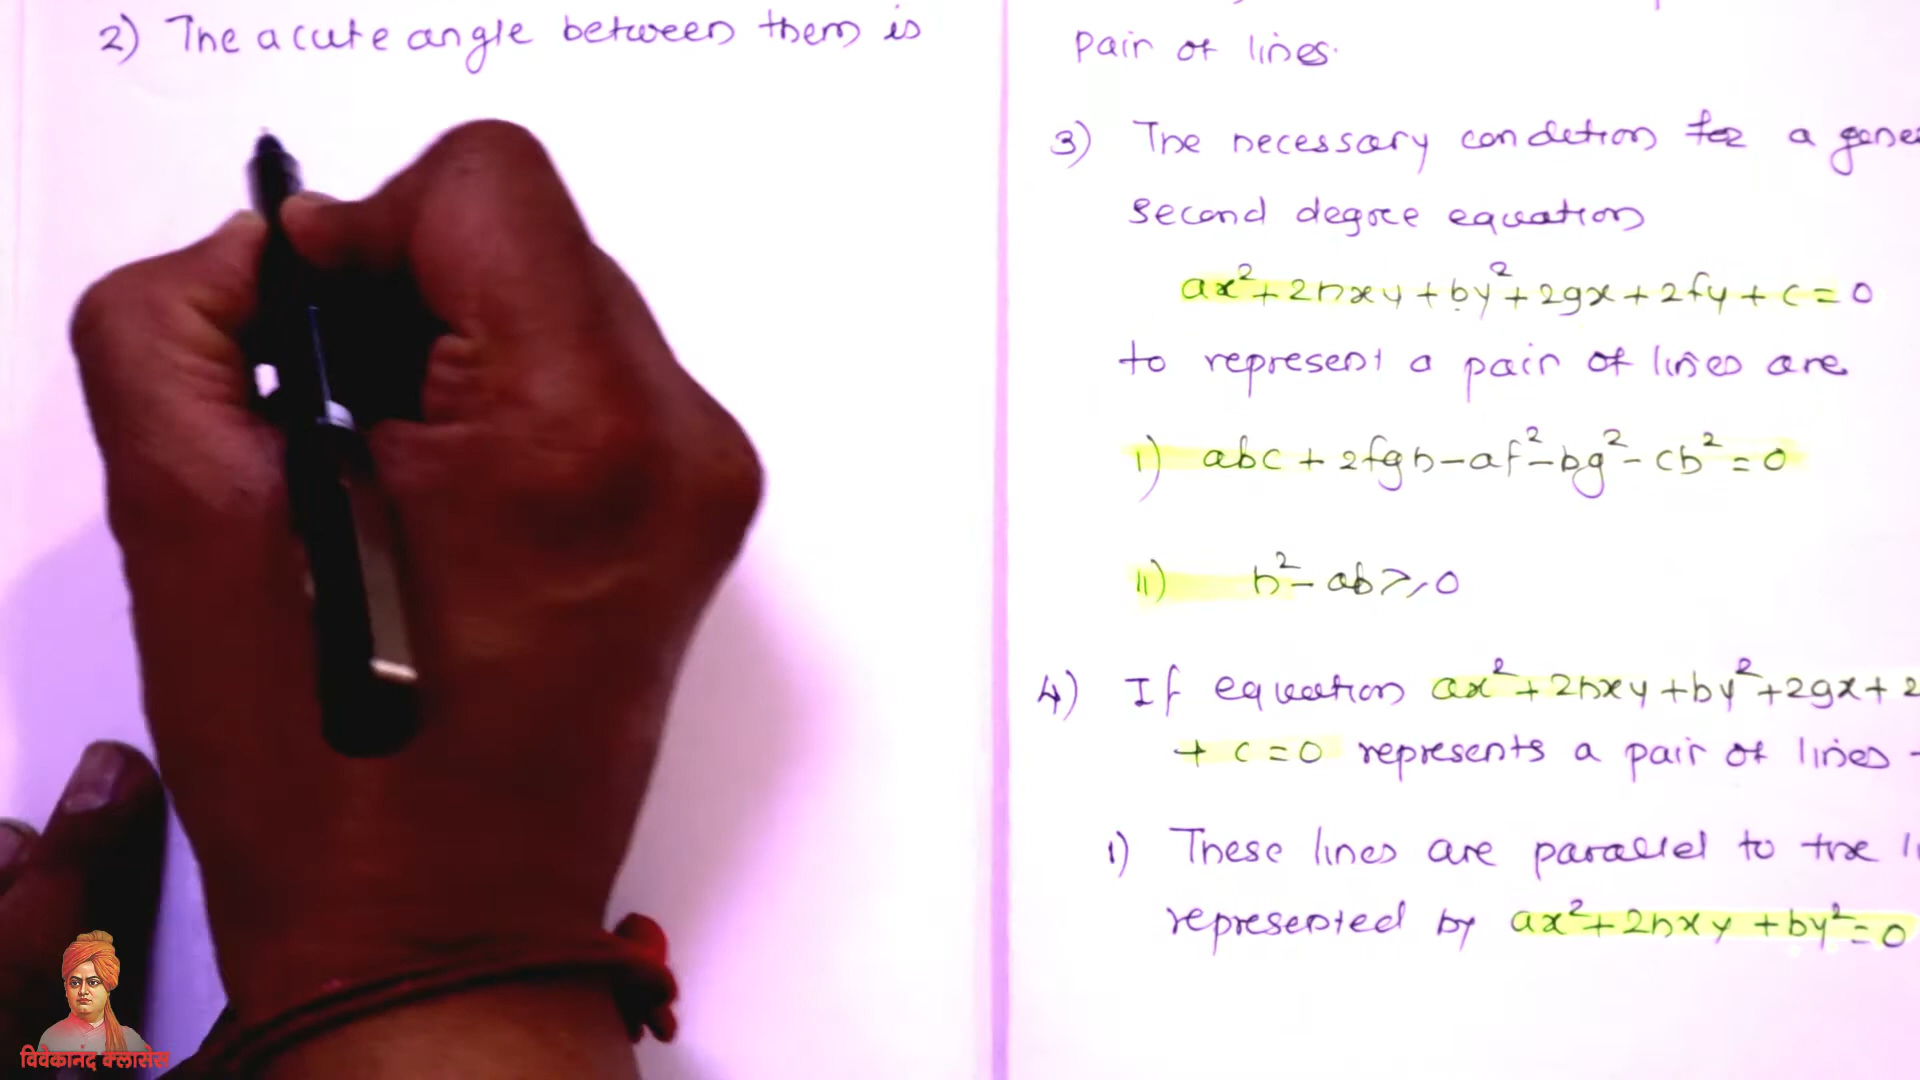 2) The acute angle between them is
pair of lines.
3) The necessary condition for a gene
second degree equation
ax²+2hxy+by²+2gx+2fy+c=0
to represent a pair of lines are
i) abc+2fgh-af²-bg²-ch²=0
ii) h²-ab≥0
4) If equation ax²+2hxy+by²+2gx+2
+c=0 represents a pair of lines
i) These lines are parallel to the li
represented by ax²+2hxy+by²=0
विवेकानंद क्लासेस